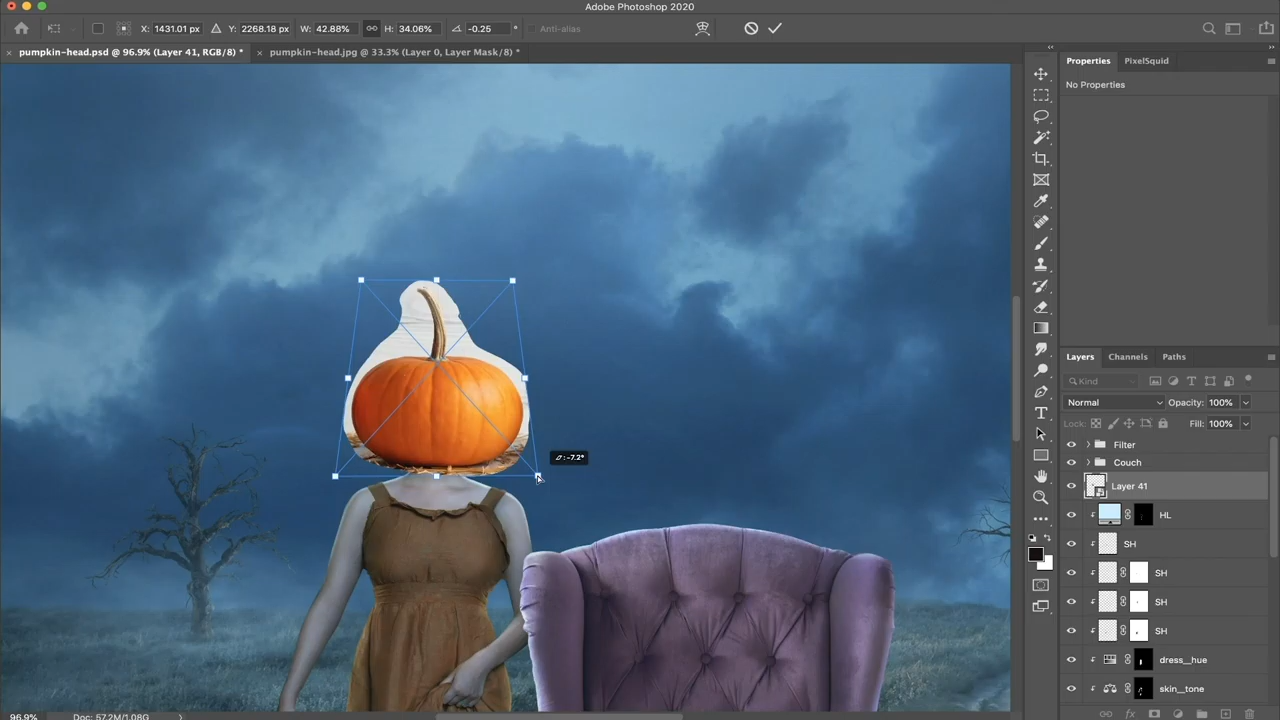 Adobe Photoshop 2020
X: 1431.01 px Y: 2268.18 px W: 42.88% H: 34.06% -0.25 ° Anti-alias
× pumpkin-head.psd @ 96.9% (Layer 41, RGB/8) * × pumpkin-head.jpg @ 33.3% (Layer 0, Layer Mask/8) *
Properties PixelSquid
No Properties
Layers Channels Paths
Kind
Normal Opacity: 100%
Lock: Fill: 100%
Filter
Couch
Layer 41
HL
SH
SH
SH
SH
dress__hue
skin__tone
:-7.2°
96.9% Doc: 57.2M/1.08G